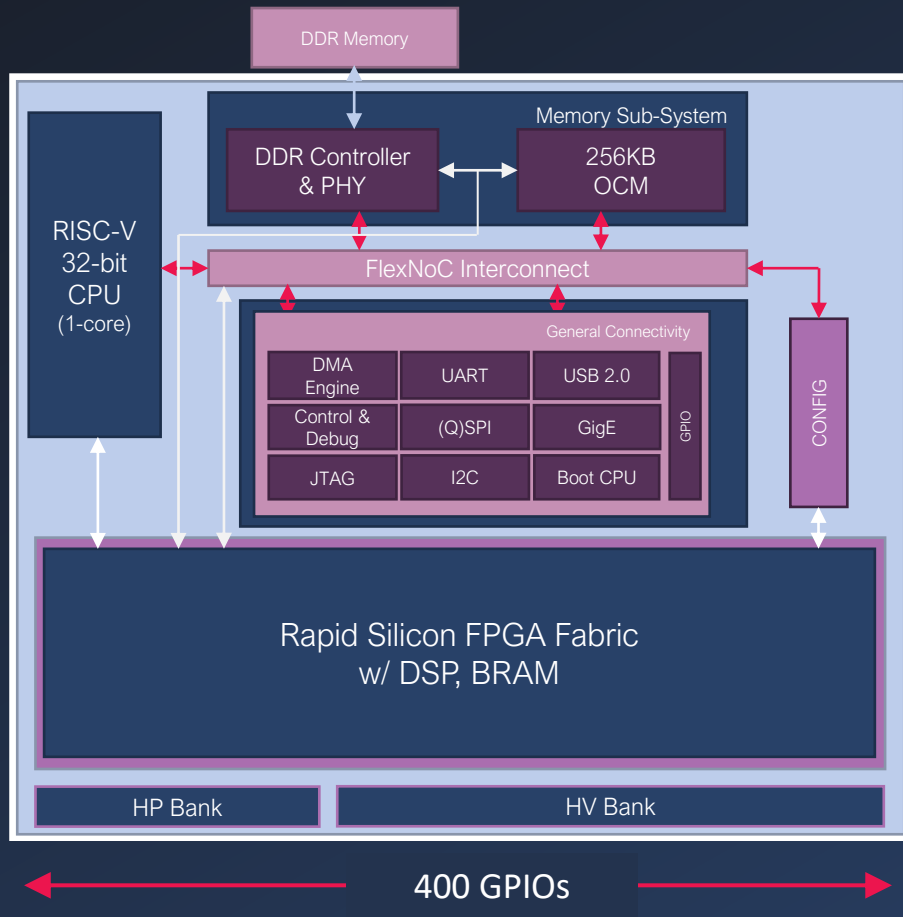 DDR Memory
Memory Sub-System
DDR Controller
& PHY
256KB
OCM
RISC-V
32-bit
CPU
(1-core)
FlexNoC Interconnect
General Connectivity
DMA
Engine
UART
USB 2.0
Control &
Debug
(Q)SPI
GigE
JTAG
I2C
Boot CPU
GPIO
CONFIG
Rapid Silicon FPGA Fabric
w/ DSP, BRAM
HP Bank
HV Bank
400 GPIOs